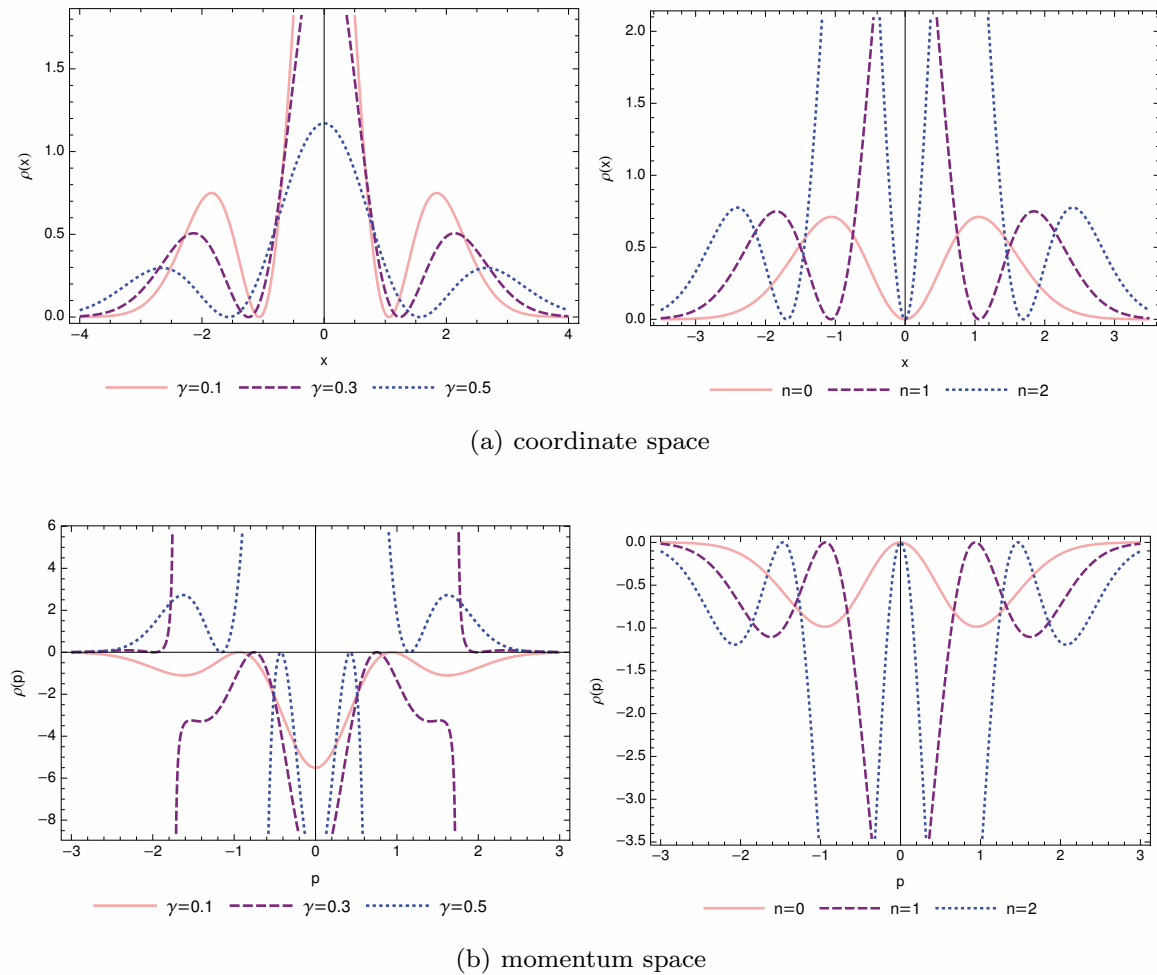 1.5
1.0
0.5
0.0
ρ(x)
−4 −2 0 2 4
x
γ=0.1 γ=0.3 γ=0.5
2.0
1.5
1.0
0.5
0.0
ρ(x)
−3 −2 −1 0 1 2 3
x
n=0 n=1 n=2
(a) coordinate space
6
4
2
0
−2
−4
−6
−8
ρ(p)
−3 −2 −1 0 1 2 3
p
γ=0.1 γ=0.3 γ=0.5
0.0
−0.5
−1.0
−1.5
−2.0
−2.5
−3.0
−3.5
ρ(p)
−3 −2 −1 0 1 2 3
p
n=0 n=1 n=2
(b) momentum space